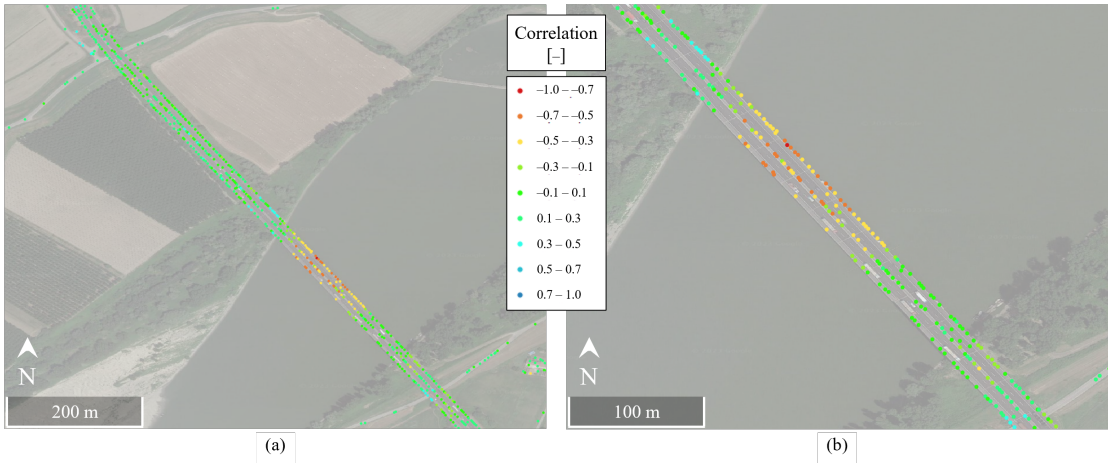 Correlation
[–]
–1.0 – –0.7
–0.7 – –0.5
–0.5 – –0.3
–0.3 – –0.1
–0.1 – 0.1
0.1 – 0.3
0.3 – 0.5
0.5 – 0.7
0.7 – 1.0
N
200 m
(a)
N
100 m
(b)